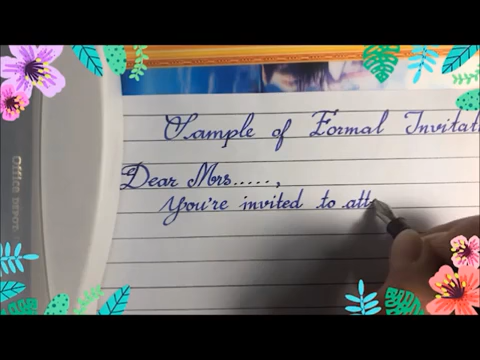 Sample of Formal Invitat
Dear Mrs.....,
You're invited to att
Office DEPOT